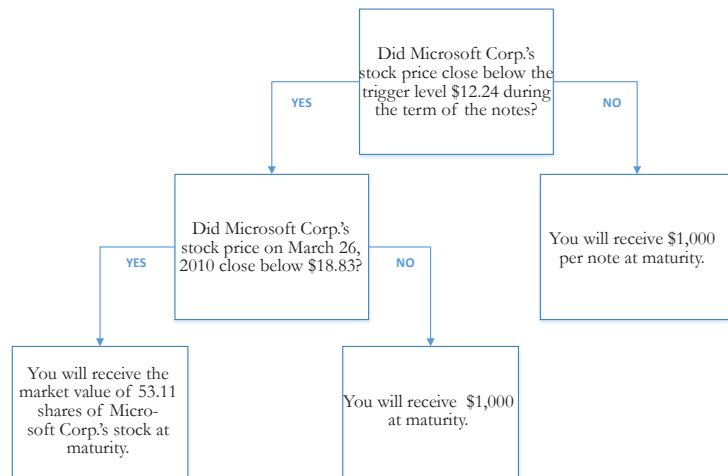 Did Microsoft Corp.'s
stock price close below the
trigger level $12.24 during
the term of the notes?
YES
NO
Did Microsoft Corp.'s
stock price on March 26,
2010 close below $18.83?
You will receive $1,000
per note at maturity.
YES
NO
You will receive the
market value of 53.11
shares of Micro-
soft Corp.'s stock at
maturity.
You will receive $1,000
at maturity.